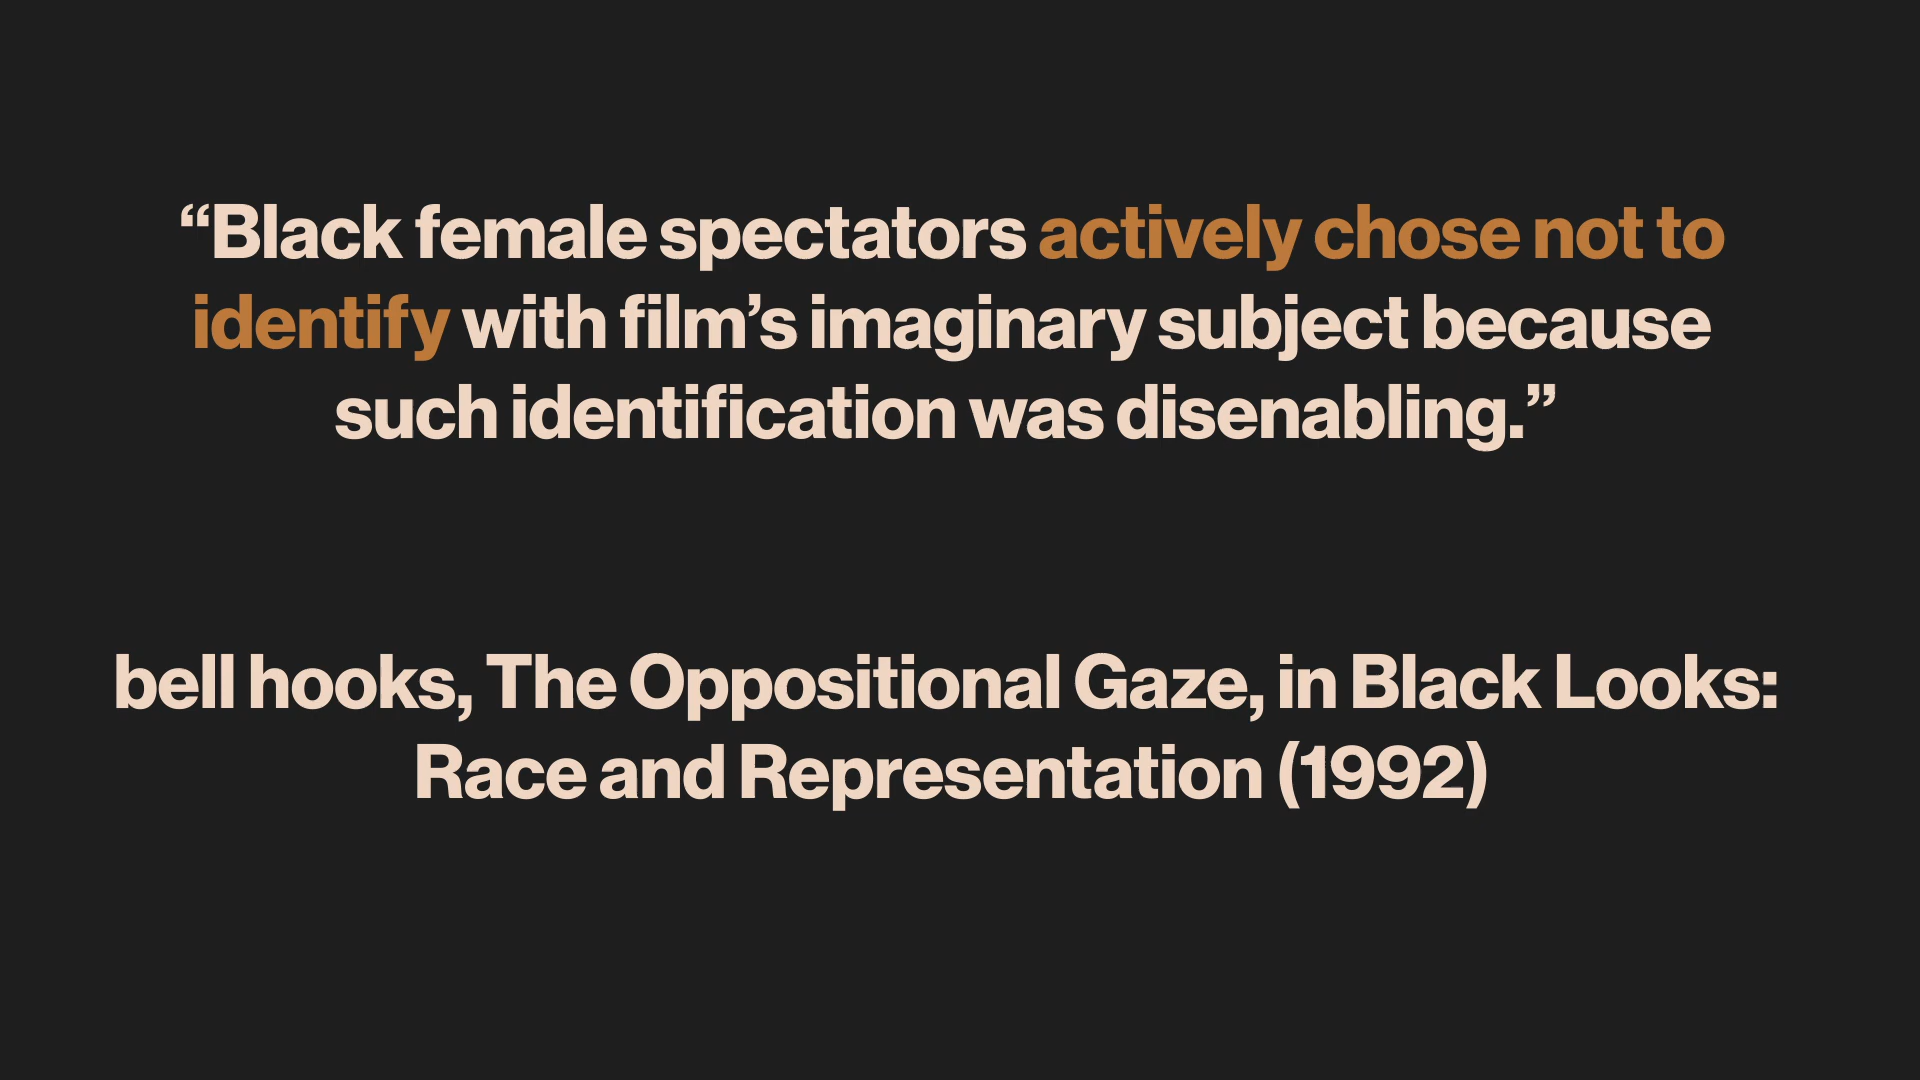 “Black female spectators actively chose not to
identify with film’s imaginary subject because
such identification was disenabling.”
bell hooks, The Oppositional Gaze, in Black Looks:
Race and Representation (1992)